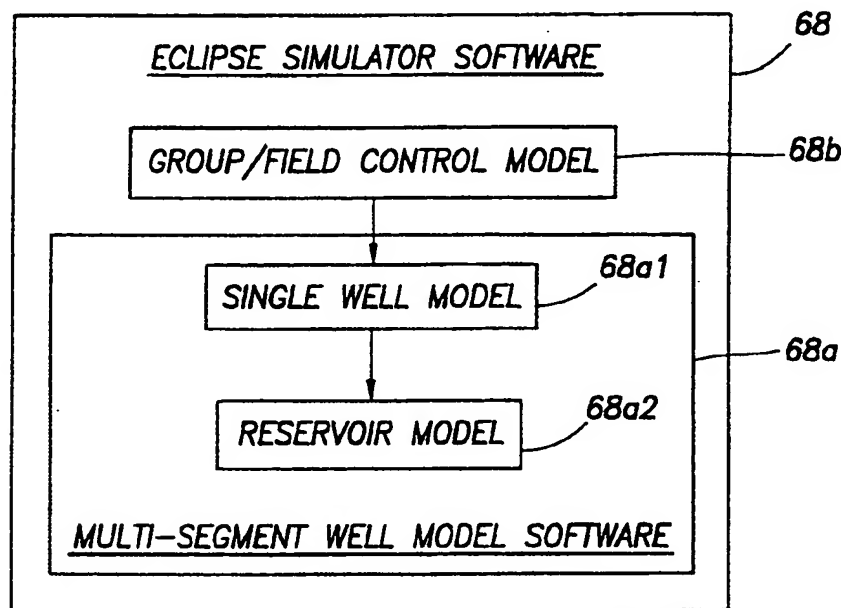 68
ECLIPSE SIMULATOR SOFTWARE
GROUP/FIELD CONTROL MODEL
68b
68a1
SINGLE WELL MODEL
68a
68a2
RESERVOIR MODEL
MULTI-SEGMENT WELL MODEL SOFTWARE